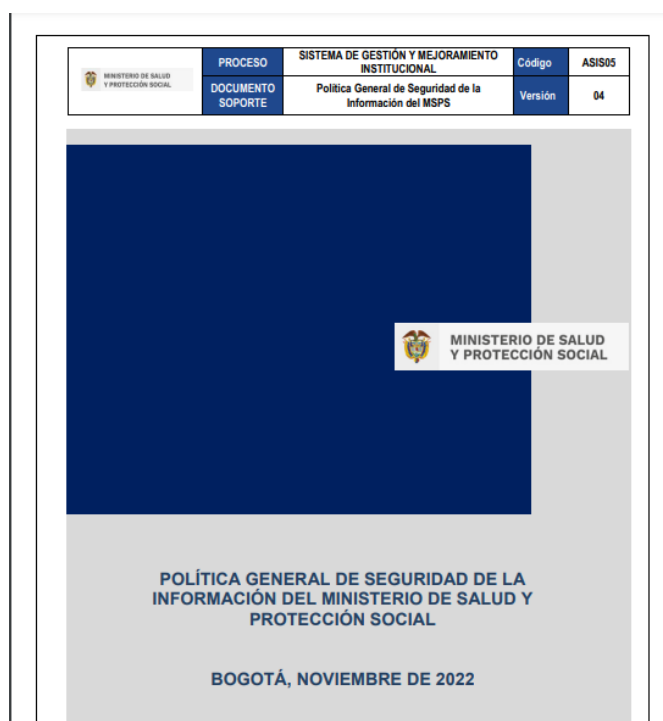 MINISTERIO DE SALUD
Y PROTECCIÓN SOCIAL
PROCESO
SISTEMA DE GESTIÓN Y MEJORAMIENTO
INSTITUCIONAL
Código
ASIS05
DOCUMENTO
SOPORTE
Política General de Seguridad de la
Información del MSPS
Versión
04
MINISTERIO DE SALUD
Y PROTECCIÓN SOCIAL
POLÍTICA GENERAL DE SEGURIDAD DE LA
INFORMACIÓN DEL MINISTERIO DE SALUD Y
PROTECCIÓN SOCIAL
BOGOTÁ, NOVIEMBRE DE 2022